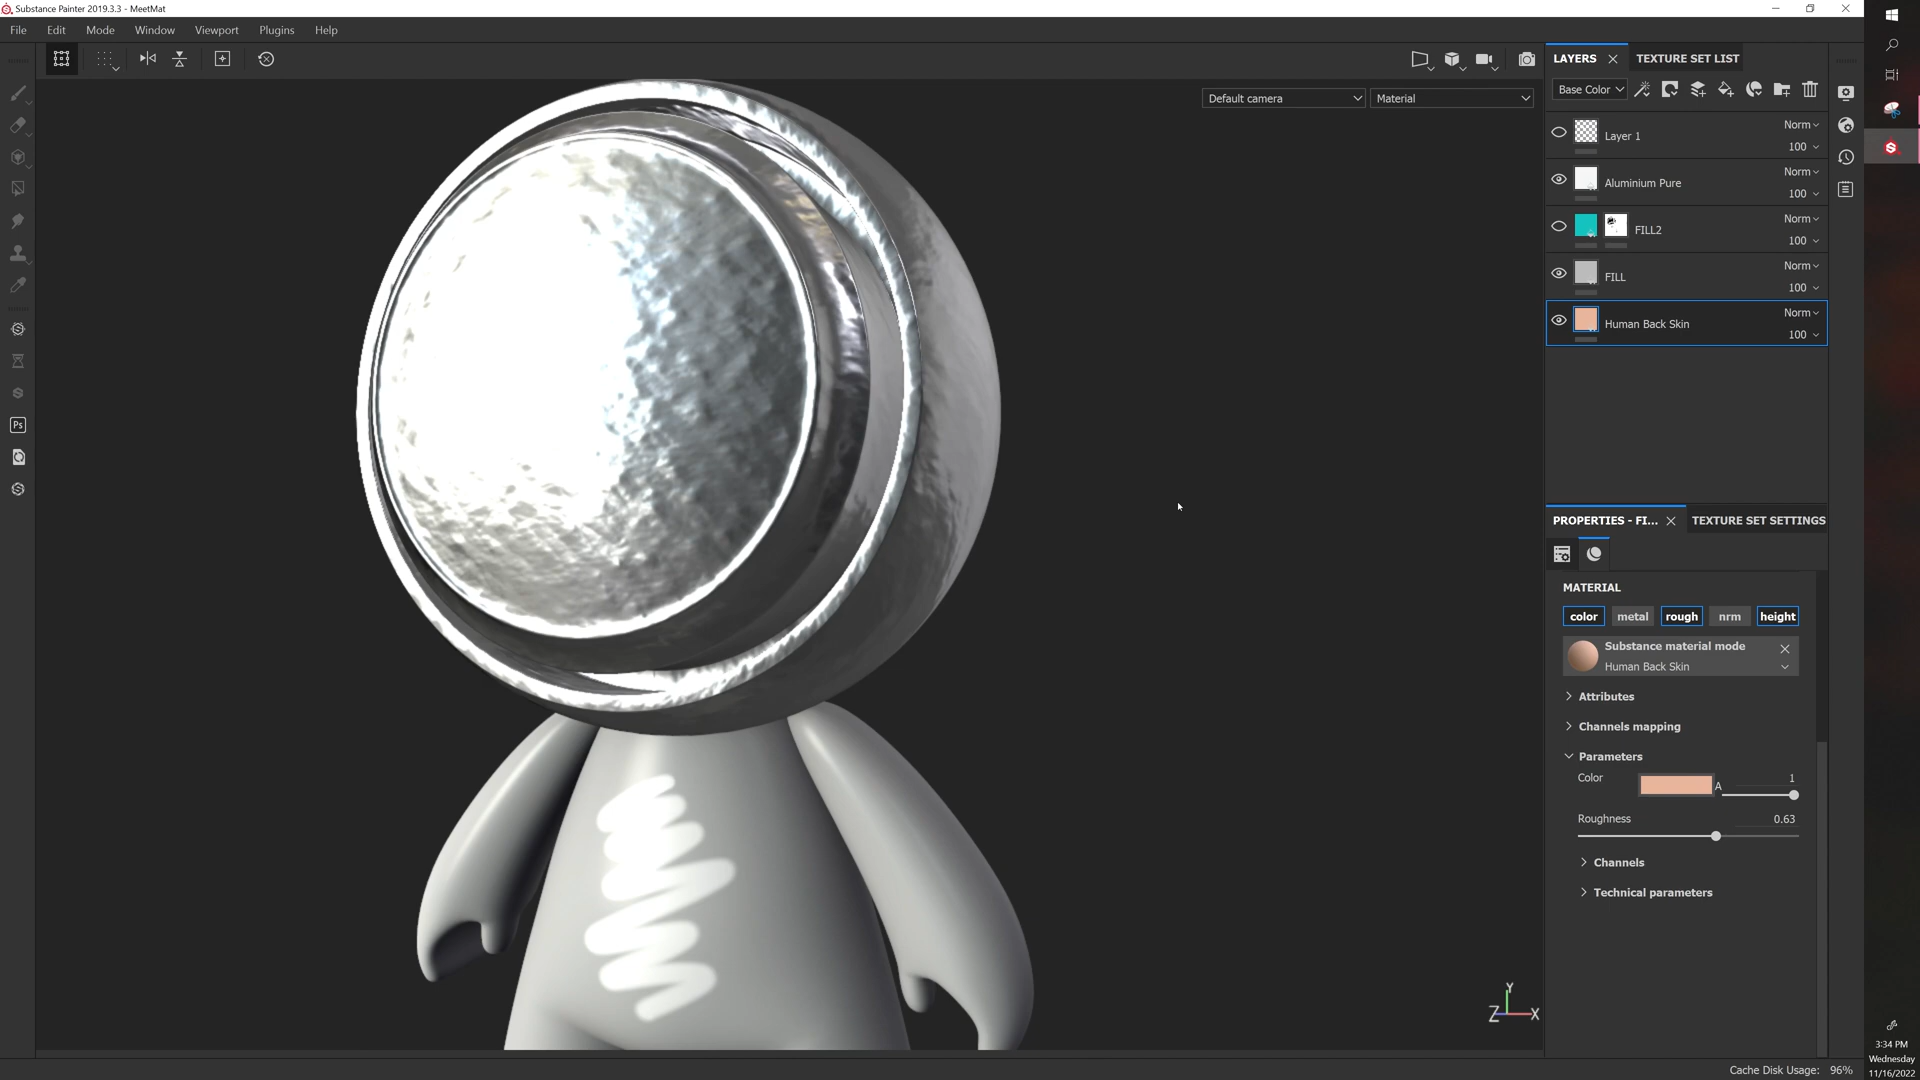 Substance Painter 2019.3.3 - MeetMat
File Edit Mode Window Viewport Plugins Help
LAYERS TEXTURE SET LIST
Default camera
Material
Base Color
Layer 1
Norm
100
Aluminium Pure
Norm
100
FILL2
Norm
100
FILL
Norm
100
Human Back Skin
Norm
100
Ps
PROPERTIES - FI... TEXTURE SET SETTINGS
MATERIAL
color metal rough nrm height
Substance material mode
Human Back Skin
Attributes
Channels mapping
Parameters
Color A 1
Roughness 0.63
Channels
Technical parameters
Y
Z X
Cache Disk Usage: 96%
3:34 PM
Wednesday
11/16/2022